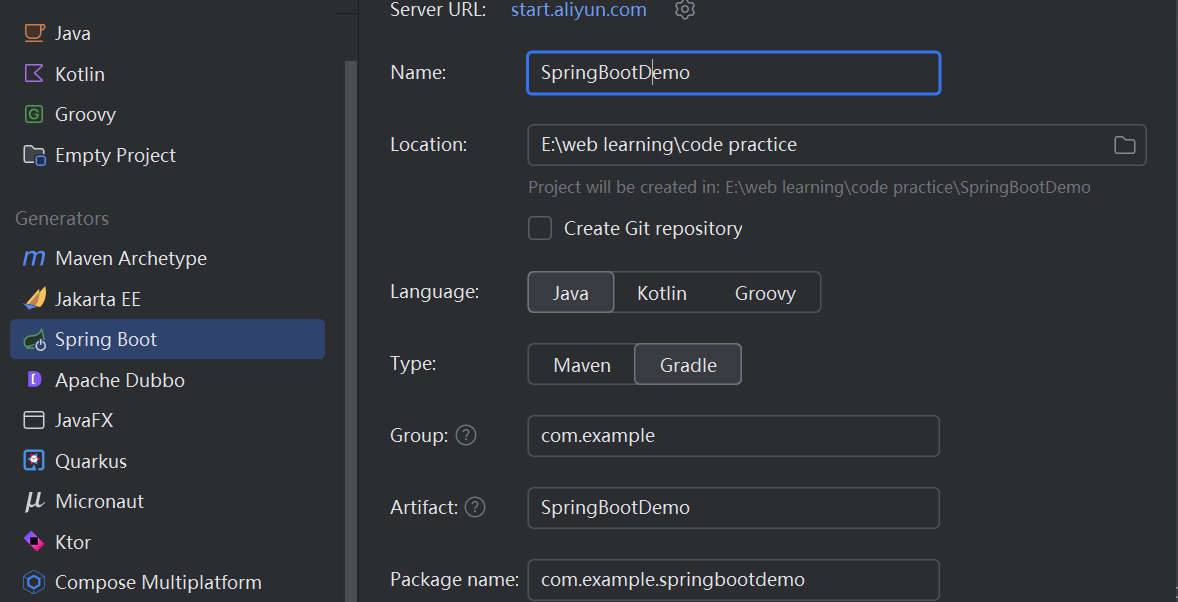 Java
Kotlin
Groovy
Empty Project
Generators
Maven Archetype
Jakarta EE
Spring Boot
Apache Dubbo
JavaFX
Quarkus
Micronaut
Ktor
Compose Multiplatform
Server URL: start.aliyun.com
Name: SpringBootDemo
Location: E:\web learning\code practice
Project will be created in: E:\web learning\code practice\SpringBootDemo
Create Git repository
Language: Java Kotlin Groovy
Type: Maven Gradle
Group: ? com.example
Artifact: ? SpringBootDemo
Package name: com.example.springbootdemo